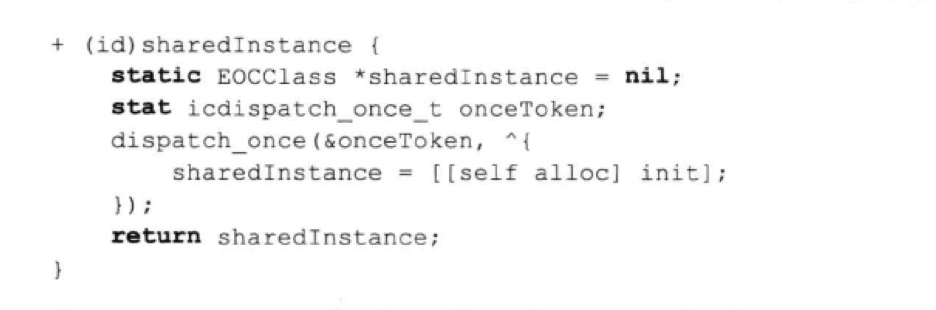 + (id)sharedInstance {
static EOCClass *sharedInstance = nil;
stat icdispatch_once_t onceToken;
dispatch_once(&onceToken, ^{
sharedInstance = [[self alloc] init];
});
return sharedInstance;
}